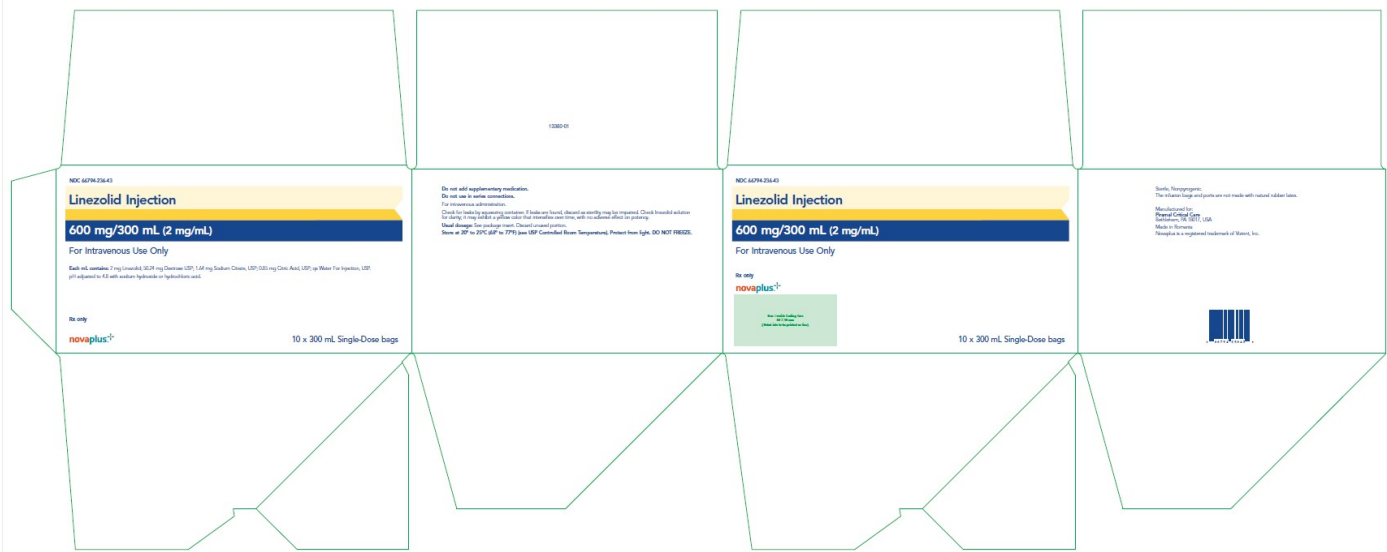 13380-01
NDC 66794-236-43
Linezolid Injection
600 mg/300 mL (2 mg/mL)
For Intravenous Use Only
Each mL contains: 2 mg Linezolid; 50.24 mg Dextrose USP; 1.64 mg Sodium Citrate, USP; 0.85 mg Citric Acid, USP; qs Water For Injection, USP.
pH adjusted to 4.8 with sodium hydroxide or hydrochloric acid.
Rx only
novaplus
10 x 300 mL Single-Dose bags
Do not add supplementary medication.
Do not use in series connections.
For intravenous administration.
Check for leaks by squeezing container. If leaks are found, discard as sterility may be impaired. Check linezolid solution
for clarity; it may exhibit a yellow color that intensifies over time, with no adverse effect on potency.
Usual dosage: See package insert. Discard unused portion.
Store at 20° to 25°C (68° to 77°F) [see USP Controlled Room Temperature]. Protect from light. DO NOT FREEZE.
NDC 66794-236-43
Linezolid Injection
600 mg/300 mL (2 mg/mL)
For Intravenous Use Only
Rx only
novaplus
10 x 300 mL Single-Dose bags
Sterile, Nonpyrogenic.
The infusion bags and ports are not made with natural rubber latex.
Manufactured for:
Piramal Critical Care
Bethlehem, PA 18017, USA
Made in Romania
Novaplus is a registered trademark of Vizient, Inc.